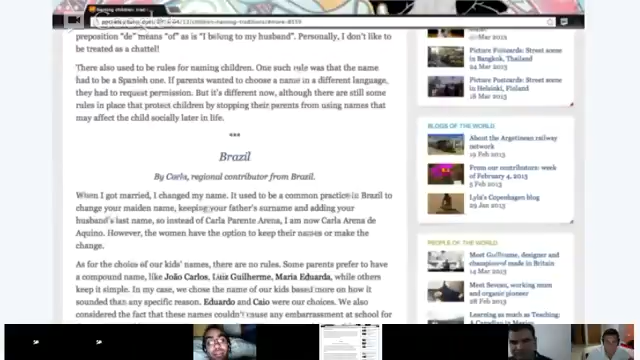 preposition "de" means "of" as is "I belong to my husband". Personally, I don't like to
be treated as a chattel!
There also used to be rules for naming children. One such rule was that the name
had to be a Spanish one. If parents wanted to choose a name in a different language,
they had to request permission. But it's different now, although there are still some
rules in place that protect children by stopping their parents from using names that
may affect the child socially later in life.
***
Brazil
By Carla, regional contributor from Brazil.
When I got married, I changed my name. It used to be a common practice in Brazil to
change your maiden name, keeping your father's surname and adding your
husband's last name, so instead of Carla Parente Arena, I am now Carla Arena de
Aquino. However, the women have the option to keep their names or make the
change.
As for the choice of our kids' names, there are no rules. Some parents prefer to have
a compound name, like João Carlos, Luiz Guilherme, Maria Eduarda, while others
keep it simple. In my case, we chose the name of our kids based more on how it
sounded than any specific reason. Eduardo and Caio were our choices. We also
considered the fact that these names couldn't cause any embarrassment at school for
Mar 2013
Picture Postcards: Street scene
in Bangkok, Thailand
24 Mar 2013
Picture Postcards: Street scene
in Helsinki, Finland
18 Mar 2013
BLOGS OF THE WORLD
About the Argetinean railway
network
19 Feb 2013
From our contributors: week
of February 4, 2013
5 Feb 2013
Lyla's Copenhagen blog
29 Jan 2013
PEOPLE OF THE WORLD
Meet Guillaume, designer and
champion of made in Britain
14 Mar 2013
Meet Sevan, working mum
and organic pioneer
28 Feb 2013
Learning as much as Teaching:
A Canadian in Mexico